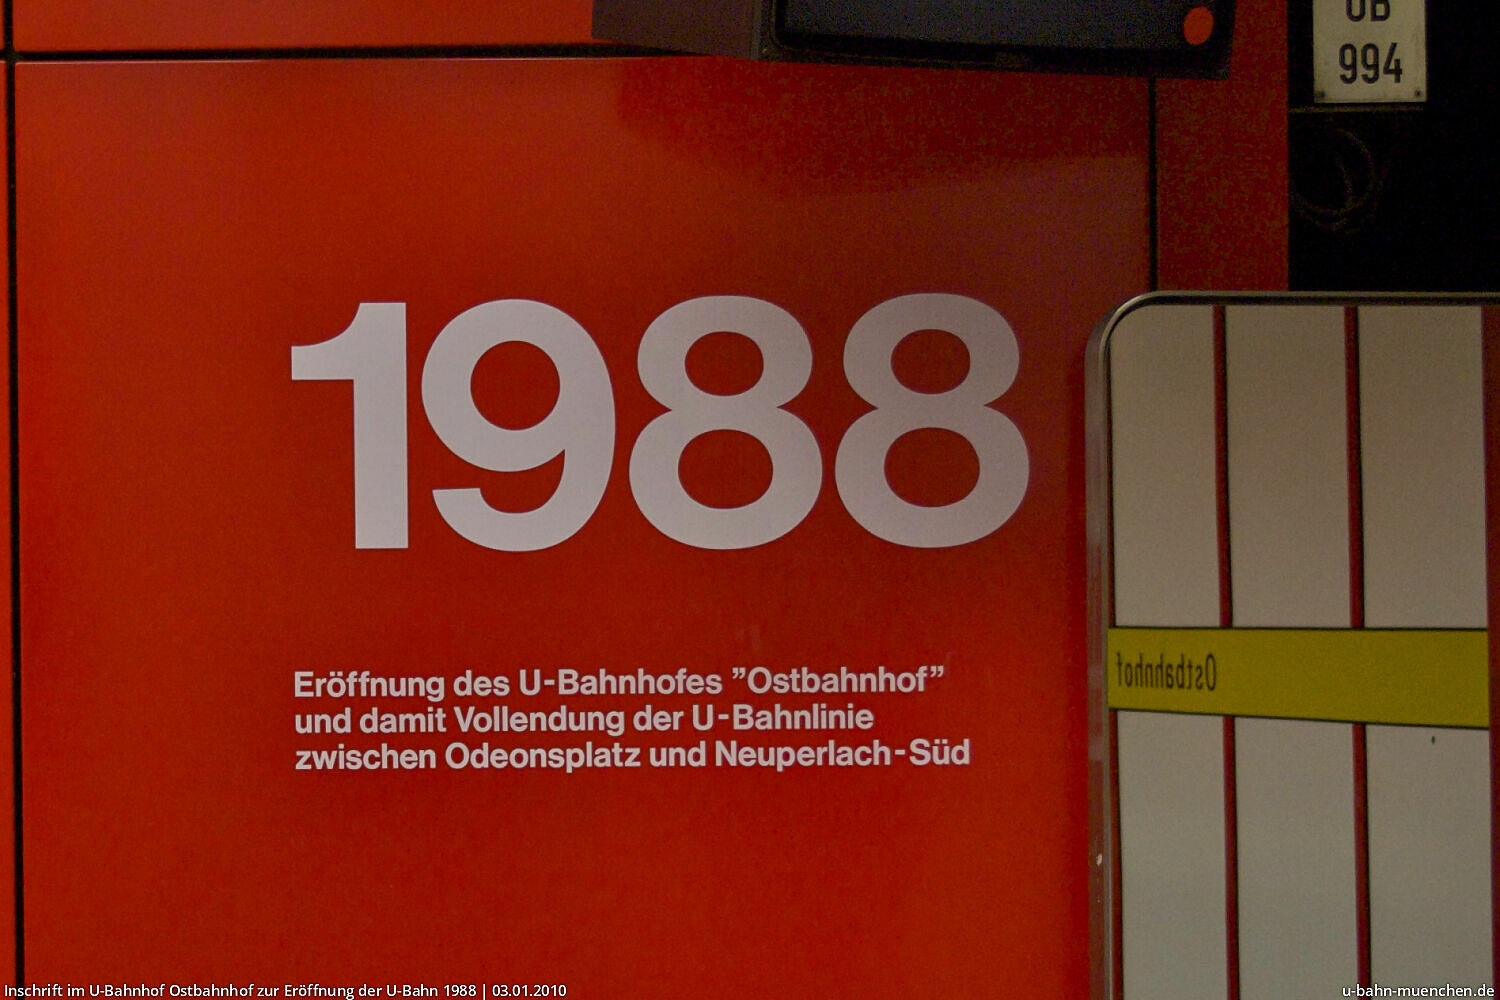 OB
994
1988
Eröffnung des U-Bahnhofes ”Ostbahnhof”
und damit Vollendung der U-Bahnlinie
zwischen Odeonsplatz und Neuperlach-Süd
Ostbahnhof
Inschrift im U-Bahnhof Ostbahnhof zur Eröffnung der U-Bahn 1988 | 03.01.2010
u-bahn-muenchen.de